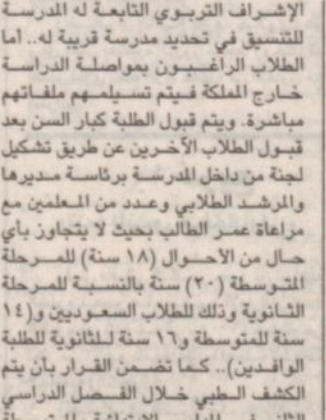 الإشراف التربوي التابعة له المدرسة
للتنسيق في تحديد مدرسة قريبة له.. أما
الطلاب الراغبون بمواصلة الدراسة
خارج المملكة فيتم تسليمهم ملفاتهم
مباشرة. ويتم قبول الطلبة كبار السن بعد
قبول الطلاب الآخرين عن طريق تشكيل
لجنة من داخل المدرسة برئاسة مديرها
والمرشد الطلابي وعدد من المعلمين مع
مراعاة عمر الطالب بحيث لا يتجاوز بأي
حال من الأحوال (١٨ سنة) للمرحلة
المتوسطة (٢٠) سنة بالنسبة للمرحلة
الثانوية وذلك للطلاب السعوديين و(١٤
سنة للمتوسطة و١٦ سنة للثانوية للطلبة
الوافدين).. كما تضمن القرار بأن يتم
الكشف الطبي خلال الفصل الدراسي